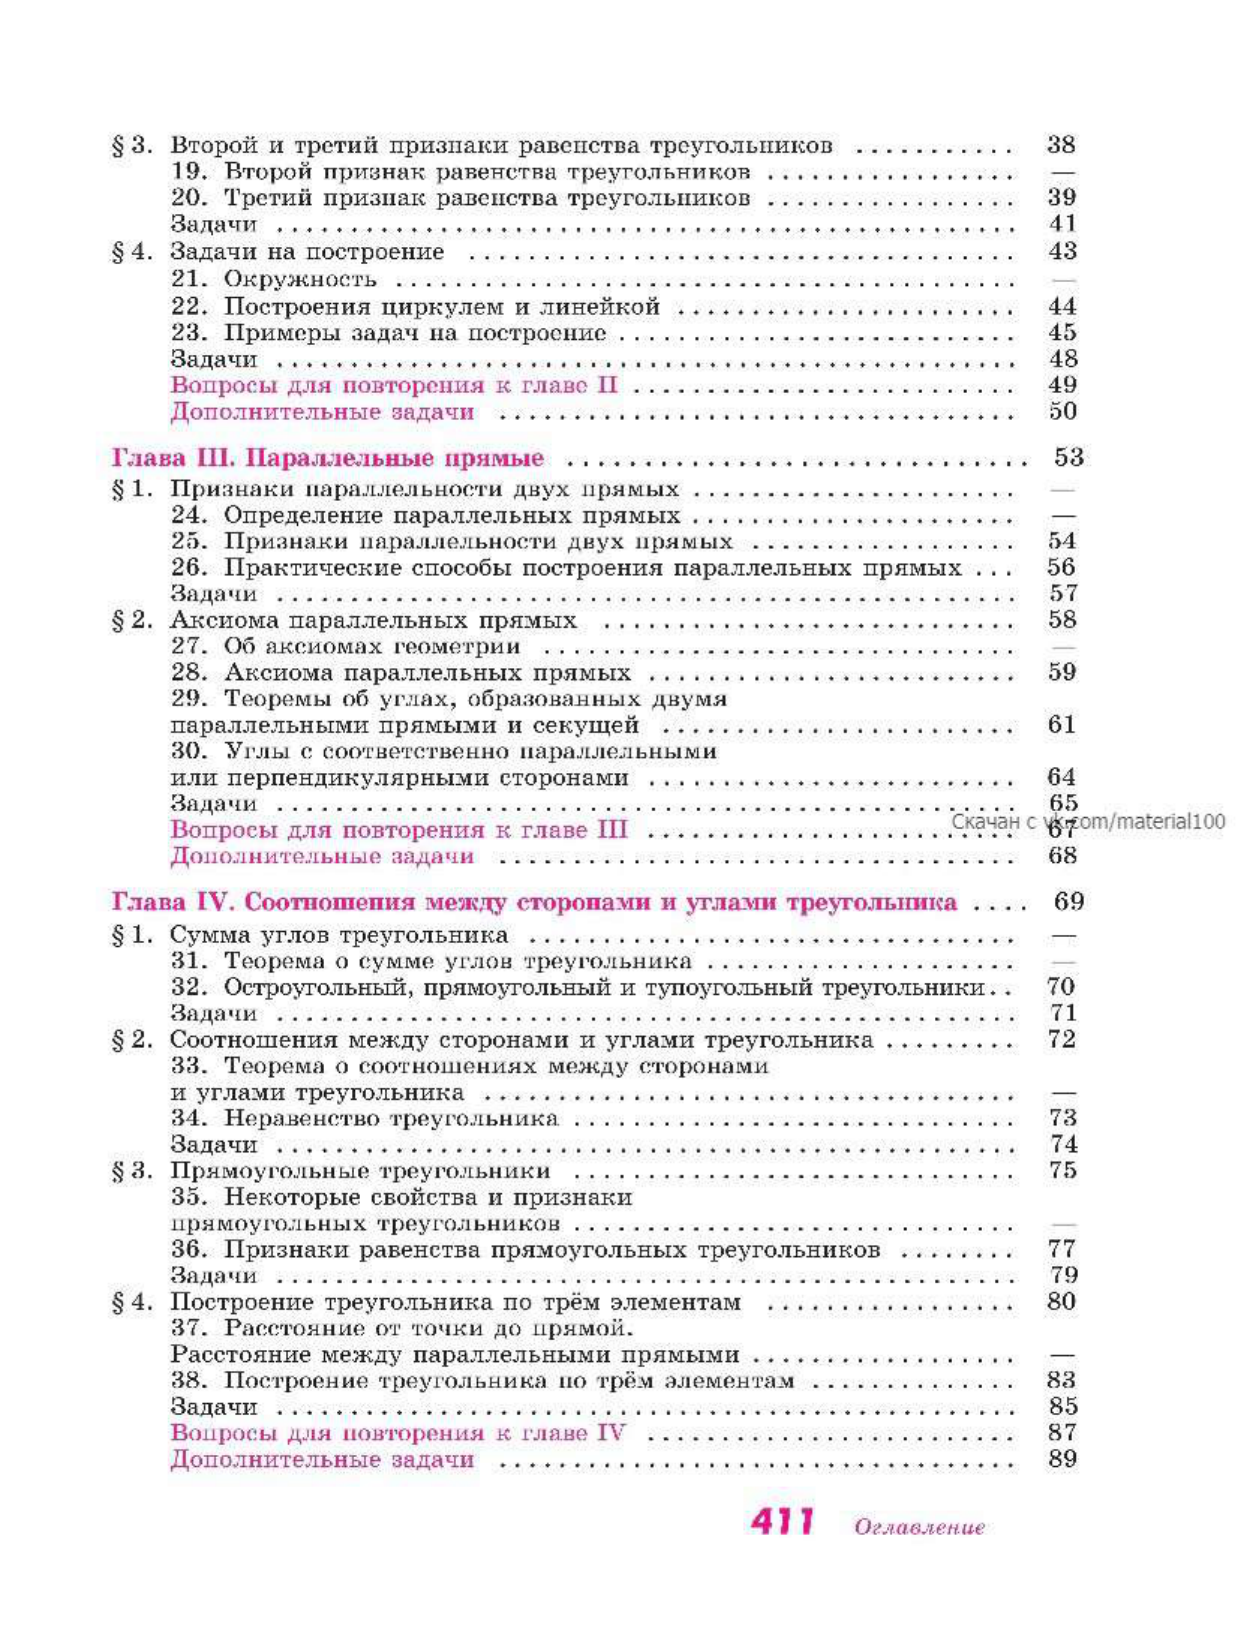 § 3. Второй и третий признаки равенства треугольников ........... 38
19. Второй признак равенства треугольников ................. —
20. Третий признак равенства треугольников ................. 39
Задачи .................................................. 41
§ 4. Задачи на построение ..................................... 43
21. Окружность .......................................... —
22. Построения циркулем и линейкой ....................... 44
23. Примеры задач на построение ........................... 45
Задачи .................................................. 48
Вопросы для повторения к главе II .......................... 49
Дополнительные задачи ................................... 50
Глава III. Параллельные прямые ............................... 53
§ 1. Признаки параллельности двух прямых ...................... —
24. Определение параллельных прямых ...................... —
25. Признаки параллельности двух прямых .................. 54
26. Практические способы построения параллельных прямых ... 56
Задачи .................................................. 57
§ 2. Аксиома параллельных прямых ............................ 58
27. Об аксиомах геометрии ................................ —
28. Аксиома параллельных прямых ......................... 59
29. Теоремы об углах, образованных двумя
параллельными прямыми и секущей ........................ 61
30. Углы с соответственно параллельными
или перпендикулярными сторонами ......................... 64
Задачи .................................................. 65
Скачан с vk.com/material100
Вопросы для повторения к главе III ......................... 67
Дополнительные задачи ................................... 68
Глава IV. Соотношения между сторонами и углами треугольника .... 69
§ 1. Сумма углов треугольника ................................. —
31. Теорема о сумме углов треугольника ..................... —
32. Остроугольный, прямоугольный и тупоугольный треугольники.. 70
Задачи .................................................. 71
§ 2. Соотношения между сторонами и углами треугольника ......... 72
33. Теорема о соотношениях между сторонами
и углами треугольника .................................... —
34. Неравенство треугольника .............................. 73
Задачи .................................................. 74
§ 3. Прямоугольные треугольники .............................. 75
35. Некоторые свойства и признаки
прямоугольных треугольников .............................. —
36. Признаки равенства прямоугольных треугольников ........ 77
Задачи .................................................. 79
§ 4. Построение треугольника по трём элементам ................. 80
37. Расстояние от точки до прямой.
Расстояние между параллельными прямыми .................. —
38. Построение треугольника по трём элементам .............. 83
Задачи .................................................. 85
Вопросы для повторения к главе IV ......................... 87
Дополнительные задачи ................................... 89
411 Оглавление